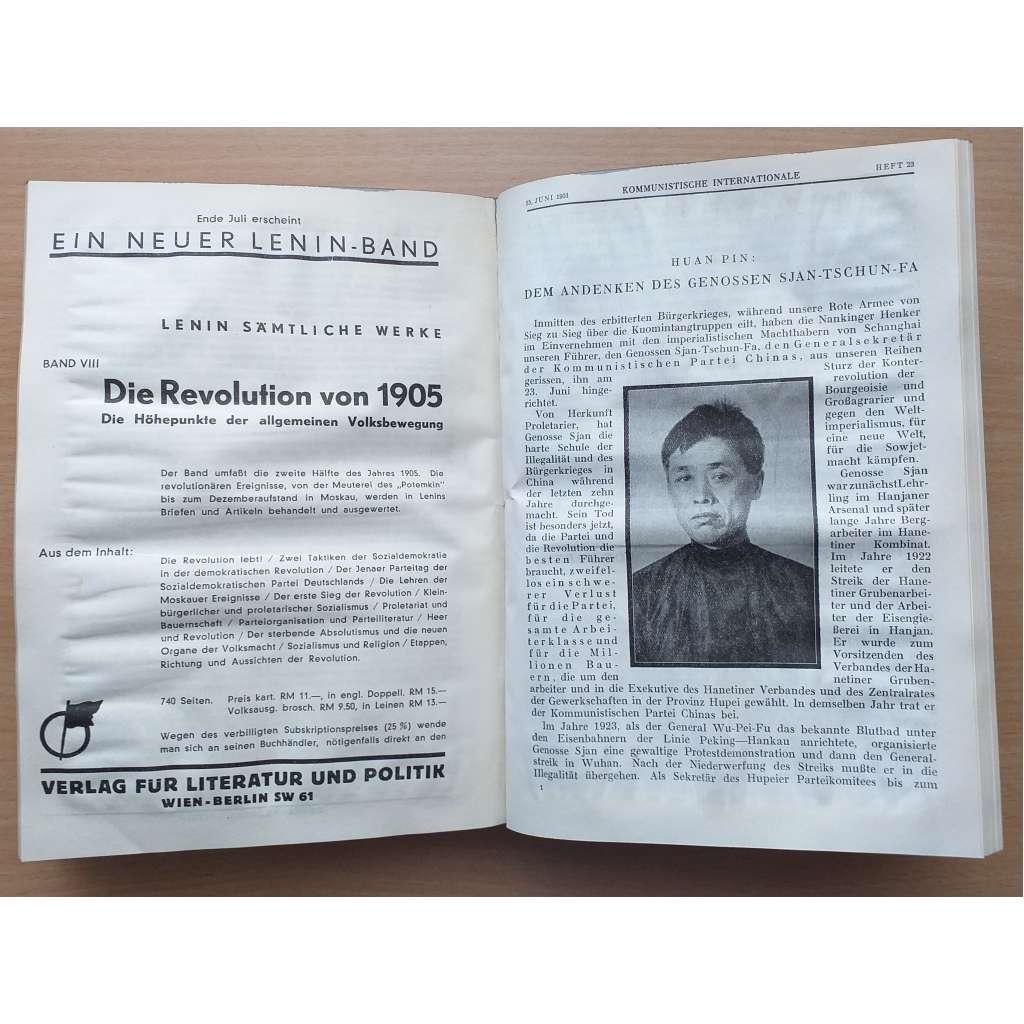 Ende Juli erscheint
EIN NEUER LENIN-BAND
LENIN SÄMTLICHE WERKE
BAND VIII
Die Revolution von 1905
Die Höhepunkte der allgemeinen Volksbewegung
Der Band umfaßt die zweite Hälfte des Jahres 1905. Die
revolutionären Ereignisse, von der Meuterei des „Potemkin"
bis zum Dezemberaufstand in Moskau, werden in Lenins
Briefen und Artikeln behandelt und ausgewertet.
Aus dem Inhalt:
Die Revolution lebt! / Zwei Taktiken der Sozialdemokratie
in der demokratischen Revolution / Der Jenaer Parteitag der
Sozialdemokratischen Partei Deutschlands / Die Lehren der
Moskauer Ereignisse / Der erste Sieg der Revolution / Klein-
bürgerlicher und proletarischer Sozialismus / Proletariat und
Bauernschaft / Parteiorganisation und Parteiliteratur / Heer
und Revolution / Der sterbende Absolutismus und die neuen
Organe der Volksmacht / Sozialismus und Religion / Etappen,
Richtung und Aussichten der Revolution.
740 Seiten. Preis kart. RM 11.—, in engl. Doppell. RM 15.—
Volksausg. brosch. RM 9.50, in Leinen RM 13.—
Wegen des verbilligten Subskriptionspreises (25 %) wende
man sich an seinen Buchhändler, nötigenfalls direkt an den
VERLAG FÜR LITERATUR UND POLITIK
WIEN-BERLIN SW 61
15. JUNI 1931 KOMMUNISTISCHE INTERNATIONALE HEFT 23
HUAN PIN:
DEM ANDENKEN DES GENOSSEN SJAN-TSCHUN-FA
Inmitten des erbitterten Bürgerkrieges, während unsere Rote Armee von
Sieg zu Sieg über die Kuomintangtruppen eilt, haben die Nankinger Henker
im Einvernehmen mit den imperialistischen Machthabern von Schanghai
unseren Führer, den Genossen Sjan-Tschun-Fa, den Generalsekretär
der Kommunistischen Partei Chinas, aus unseren Reihen
gerissen, ihn am
23. Juni hinge-
richtet.
Von Herkunft
Proletarier, hat
Genosse Sjan die
harte Schule der
Illegalität und des
Bürgerkrieges in
China während
der letzten zehn
Jahre durchge-
macht. Sein Tod
ist besonders jetzt,
da die Partei und
die Revolution die
besten Führer
braucht, zweifel-
los ein schwe-
rer Verlust
für die Partei,
für die ge-
samte Arbei-
terklasse und
für die Mil-
lionen Bau-
ern, die um den
Sturz der Konter-
revolution der
Bourgeoisie und
Großagrarier und
gegen den Welt-
imperialismus, für
eine neue Welt,
für die Sowjet-
macht kämpfen.
Genosse Sjan
war zunächst Lehr-
ling im Hanjaner
Arsenal und später
lange Jahre Berg-
arbeiter im Hane-
tiner Kombinat.
Im Jahre 1922
leitete er den
Streik der Hane-
tiner Grubenarbei-
ter und der Arbei-
ter der Eisengie-
ßerei in Hanjan.
Er wurde zum
Vorsitzenden des
Verbandes der Ha-
netiner Gruben-
arbeiter und in die Exekutive des Hanetiner Verbandes und des Zentralrates
der Gewerkschaften in der Provinz Hupei gewählt. In demselben Jahr trat er
der Kommunistischen Partei Chinas bei.
Im Jahre 1923, als der General Wu-Pei-Fu das bekannte Blutbad unter
den Eisenbahnern der Linie Peking—Hankau anrichtete, organisierte
Genosse Sjan eine gewaltige Protestdemonstration und dann den General-
streik in Wuhan. Nach der Niederwerfung des Streiks mußte er in die
Illegalität übergehen. Als Sekretär des Hupeier Parteikomitees bis zum
1